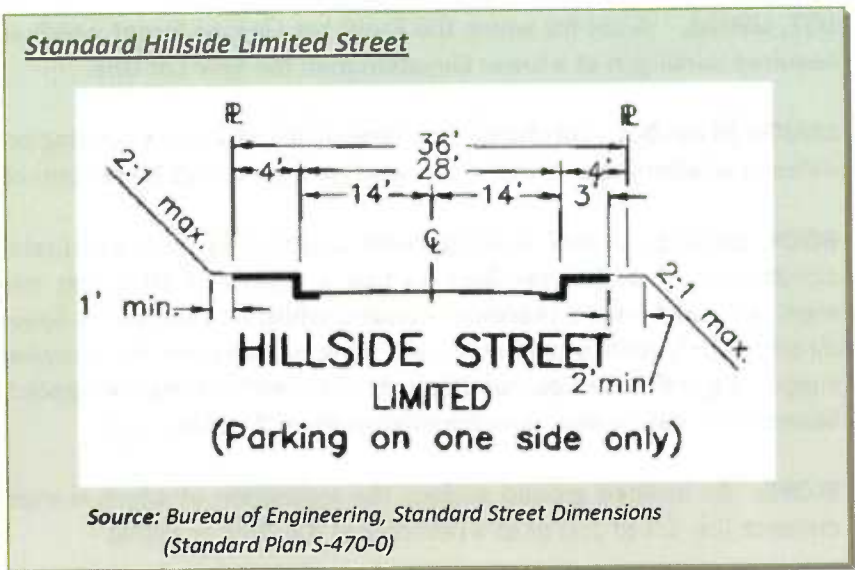 Standard Hillside Limited Street
℄ ℄
36'
4' 28' 4'
14' 14' 3'
2:1 max.
℄
1' min.
2:1 max.
2'min.
HILLSIDE STREET
LIMITED
(Parking on one side only)
Source: Bureau of Engineering, Standard Street Dimensions
(Standard Plan S-470-0)